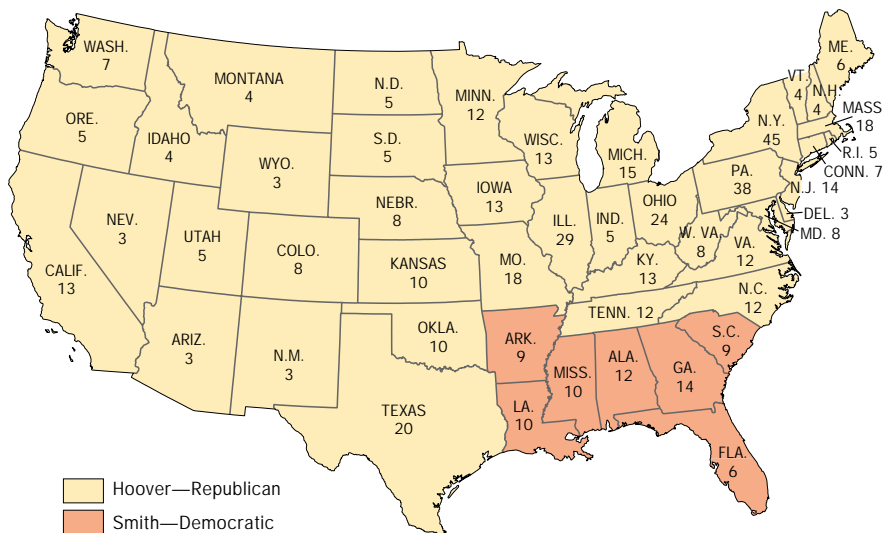 WASH.
7
ORE.
5
CALIF.
13
NEV.
3
IDAHO
4
MONTANA
4
WYO.
3
UTAH
5
COLO.
8
ARIZ.
3
N.M.
3
N.D.
5
S.D.
5
NEBR.
8
KANSAS
10
OKLA.
10
TEXAS
20
MINN.
12
IOWA
13
MO.
18
ARK.
9
LA.
10
WISC.
13
ILL.
29
MICH.
15
IND.
5
OHIO
24
KY.
13
TENN. 12
MISS.
10
ALA.
12
GA.
14
FLA.
6
S.C.
9
N.C.
12
VA.
12
W. VA.
8
PA.
38
N.Y.
45
VT.
4
N.H.
4
ME.
6
MASS
18
R.I. 5
CONN. 7
N.J. 14
DEL. 3
MD. 8
Hoover—Republican
Smith—Democratic